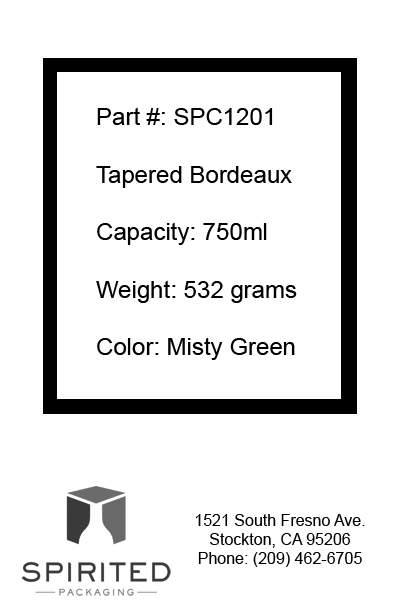 Part #: SPC1201
Tapered Bordeaux
Capacity: 750ml
Weight: 532 grams
Color: Misty Green
SPIRITED
PACKAGING
1521 South Fresno Ave.
Stockton, CA 95206
Phone: (209) 462-6705